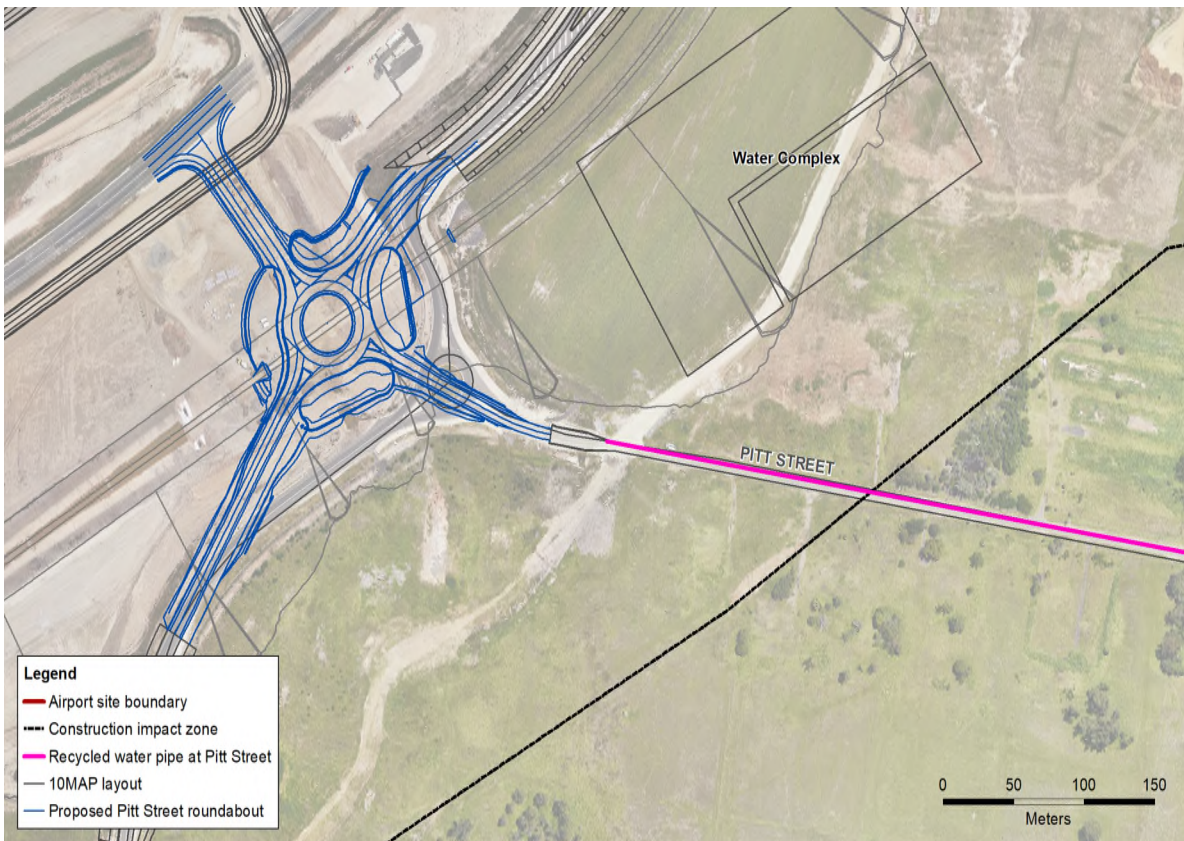 Water Complex
PITT STREET
Legend
Airport site boundary
Construction impact zone
Recycled water pipe at Pitt Street
10MAP layout
Proposed Pitt Street roundabout
0 50 100 150
Meters